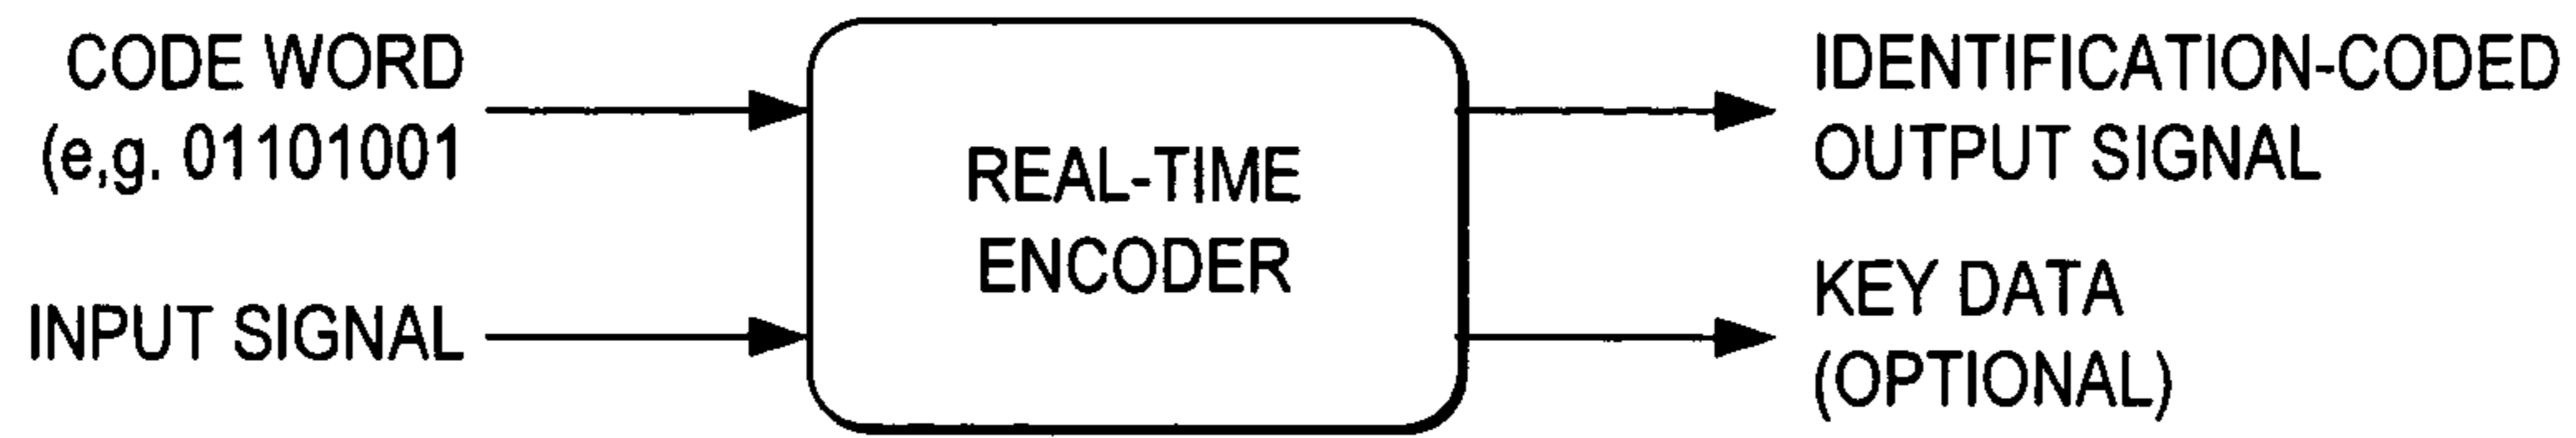 CODE WORD
(e,g. 01101001
INPUT SIGNAL
REAL-TIME
ENCODER
IDENTIFICATION-CODED
OUTPUT SIGNAL
KEY DATA
(OPTIONAL)